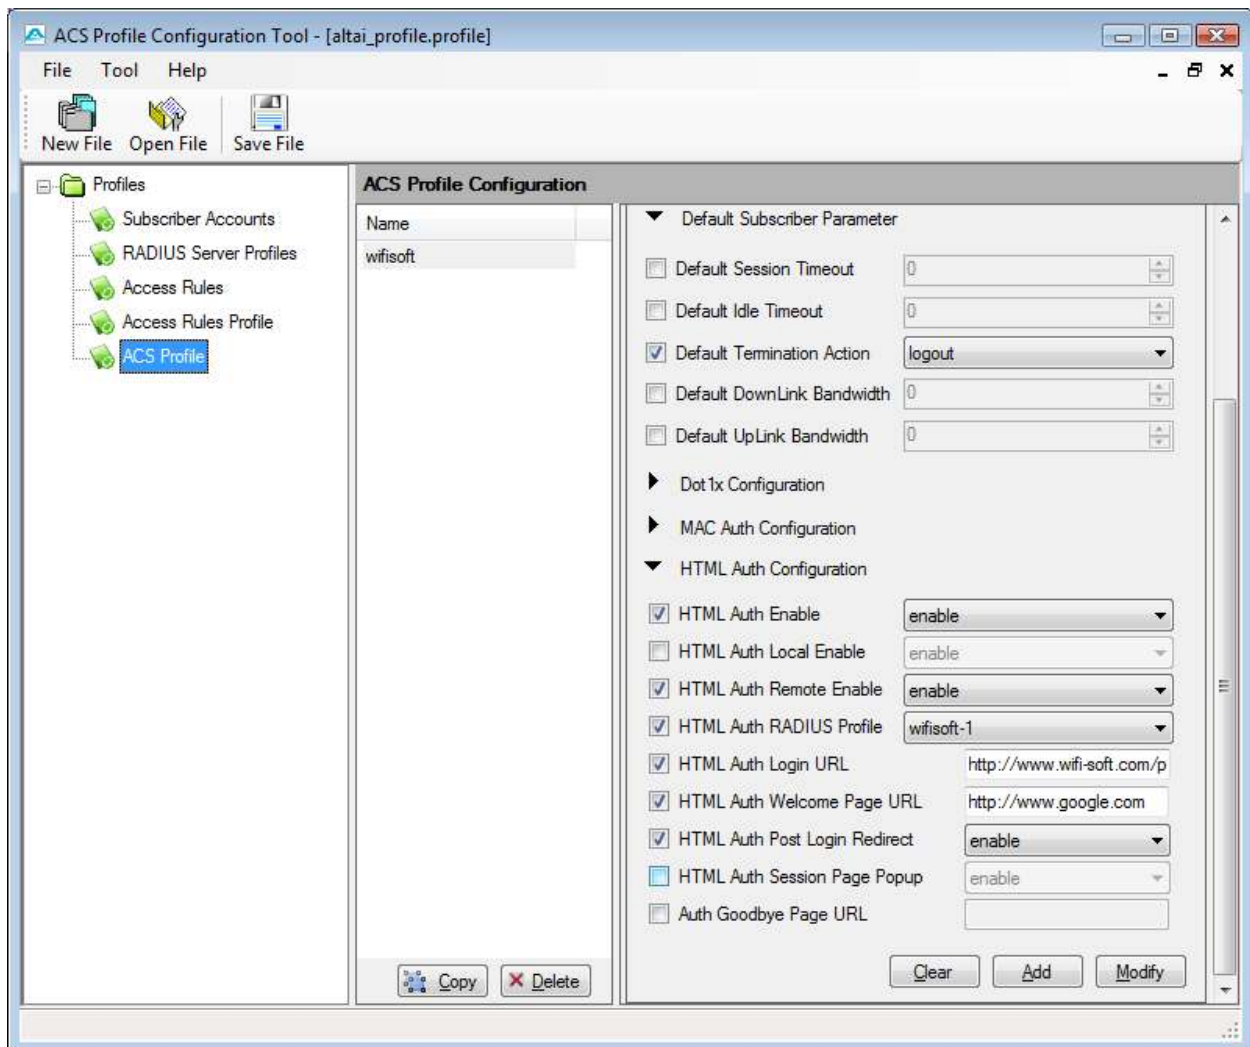 ACS Profile Configuration Tool - [altai_profile.profile]
File Tool Help
New File Open File Save File
Profiles
Subscriber Accounts
RADIUS Server Profiles
Access Rules
Access Rules Profile
ACS Profile
ACS Profile Configuration
Name
wifisoft
Copy Delete
Default Subscriber Parameter
Default Session Timeout 0
Default Idle Timeout 0
Default Termination Action logout
Default DownLink Bandwidth 0
Default UpLink Bandwidth 0
Dot1x Configuration
MAC Auth Configuration
HTML Auth Configuration
HTML Auth Enable enable
HTML Auth Local Enable enable
HTML Auth Remote Enable enable
HTML Auth RADIUS Profile wifisoft-1
HTML Auth Login URL http://www.wifi-soft.com/p
HTML Auth Welcome Page URL http://www.google.com
HTML Auth Post Login Redirect enable
HTML Auth Session Page Popup enable
Auth Goodbye Page URL
Clear Add Modify